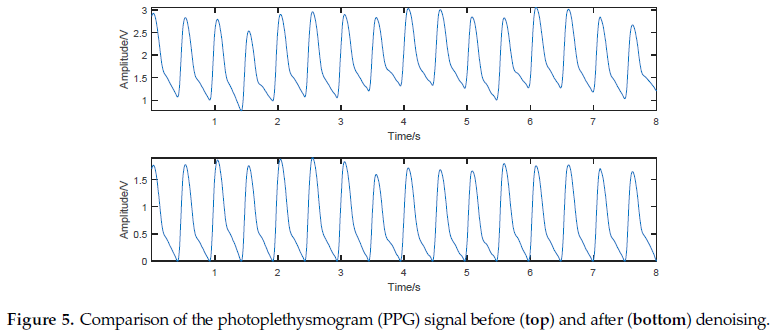 3
2.5
2
1.5
1
Amplitude/V
1 2 3 4 5 6 7 8
Time/s
1.5
1
0.5
0
Amplitude/V
1 2 3 4 5 6 7 8
Time/s
Figure 5. Comparison of the photoplethysmogram (PPG) signal before (top) and after (bottom) denoising.